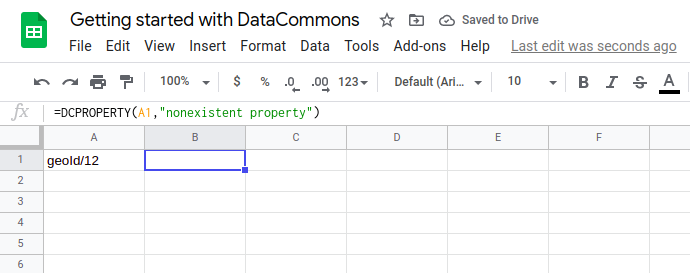 Getting started with DataCommons Saved to Drive
File Edit View Insert Format Data Tools Add-ons Help Last edit was seconds ago
100% $ % .0 .00 123 Default (Ari... 10 B I S A
fx =DCPROPERTY(A1,"nonexistent property")
A B C D E F
1 geoId/12
2
3
4
5
6